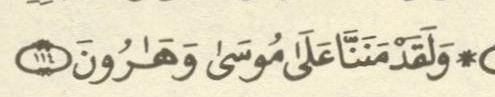 * وَلَقَدْ مَنَنَّا عَلَىٰ مُوسَىٰ وَهَٰرُونَ ١١٤